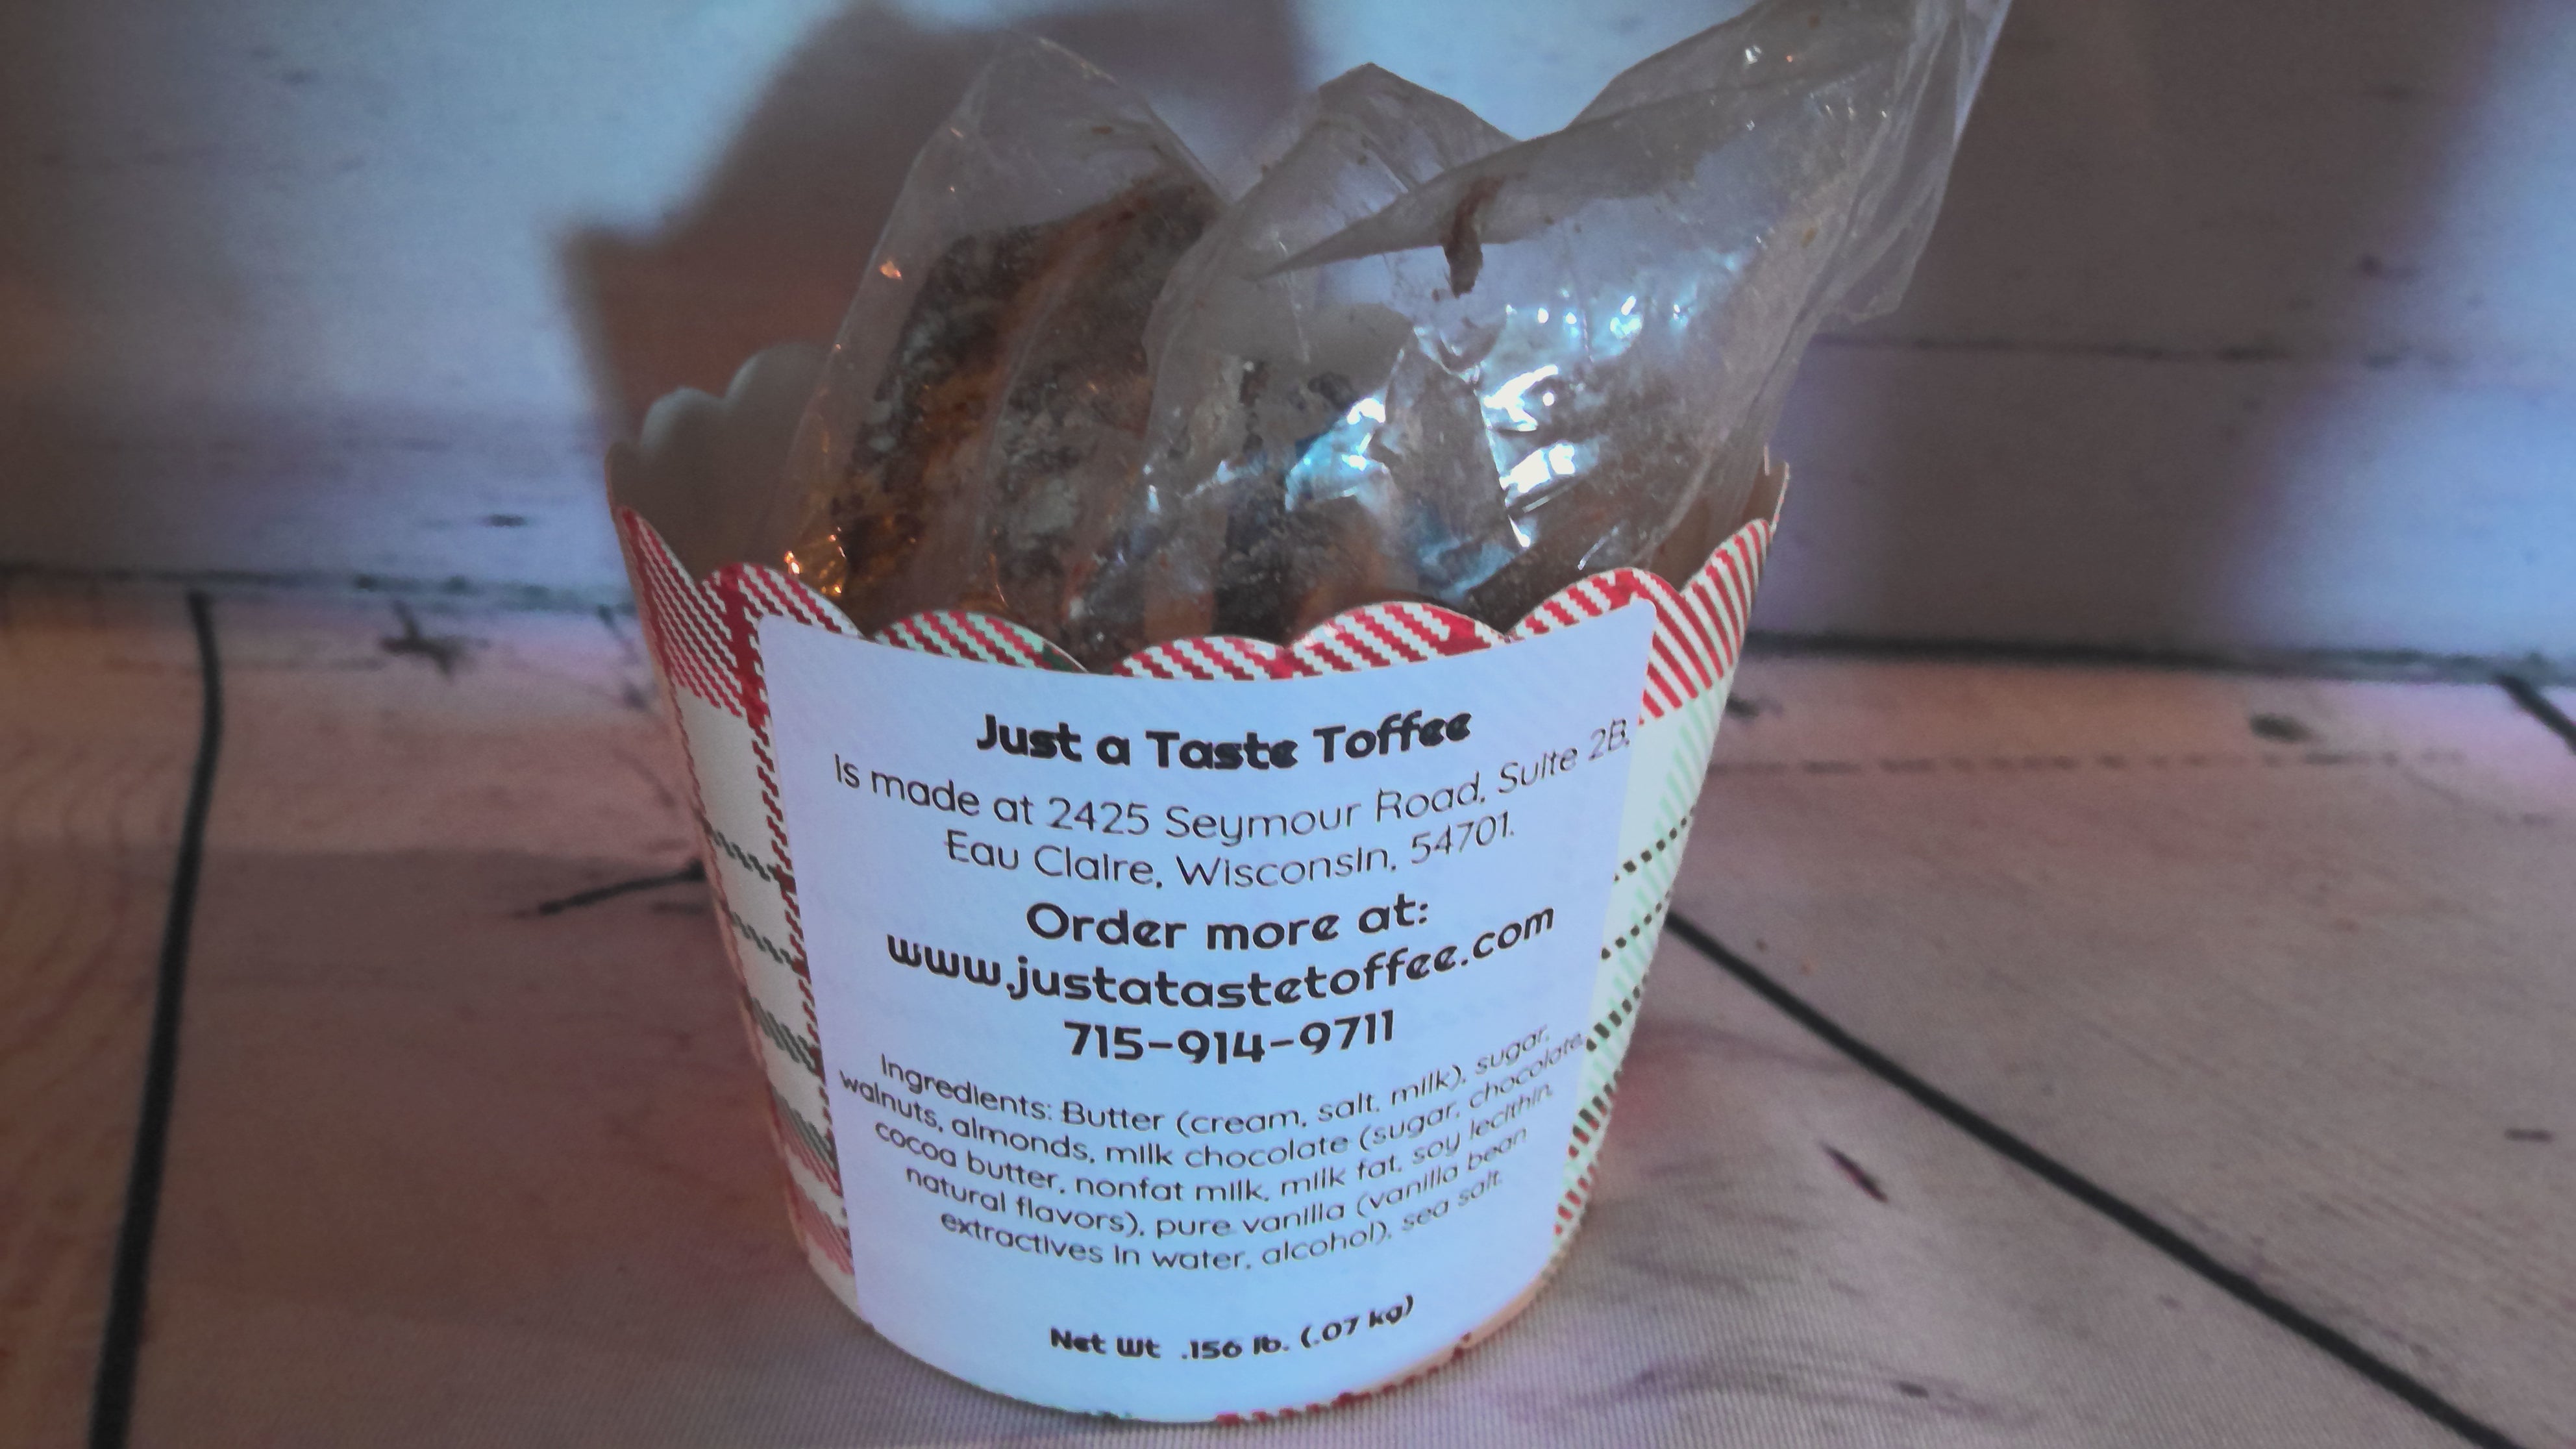 Just a Taste Toffee
Is made at 2425 Seymour Road, Suite 2B,
Eau Claire, Wisconsin, 54701.
Order more at:
www.justatastetoffee.com
715-914-9711
Ingredients: Butter (cream, salt, milk), sugar,
walnuts, almonds, milk chocolate (sugar, chocolate,
cocoa butter, nonfat milk, milk fat, soy lecithin,
natural flavors), pure vanilla (vanilla bean
extractives in water, alcohol), sea salt.
Net Wt .156 lb. (.07 kg)